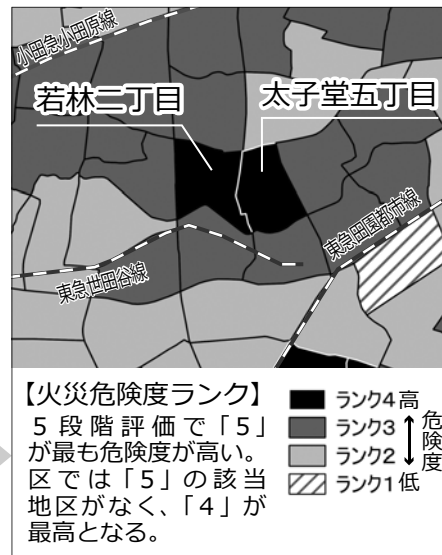 小田急小田原線
若林二丁目
太子堂五丁目
東急田園都市線
東急世田谷線
【火災危険度ランク】
5段階評価で「5」
が最も危険度が高い。
区では「5」の該当
地区がなく、「4」が
最高となる。
ランク4 高
ランク3
ランク2
ランク1 低
危険度